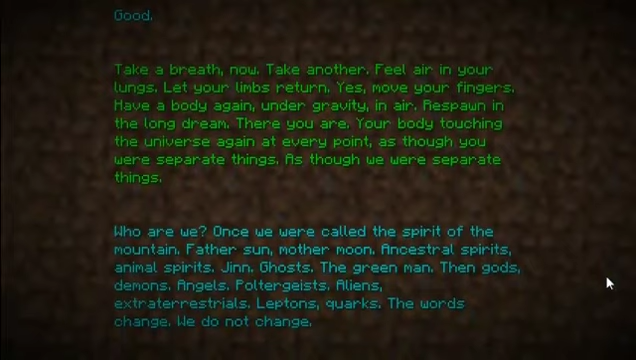 Good.
Take a breath, now. Take another. Feel air in your
lungs. Let your limbs return. Yes, move your fingers.
Have a body again, under gravity, in air. Respawn in
the long dream. There you are. Your body touching
the universe again at every point, as though you
were separate things. As though we were separate
things.
Who are we? Once we were called the spirit of the
mountain. Father sun, mother moon. Ancestral spirits,
animal spirits. Jinn. Ghosts. The green man. Then gods,
demons. Angels. Poltergeists. Aliens,
extraterrestrials. Leptons, quarks. The words
change. We do not change.